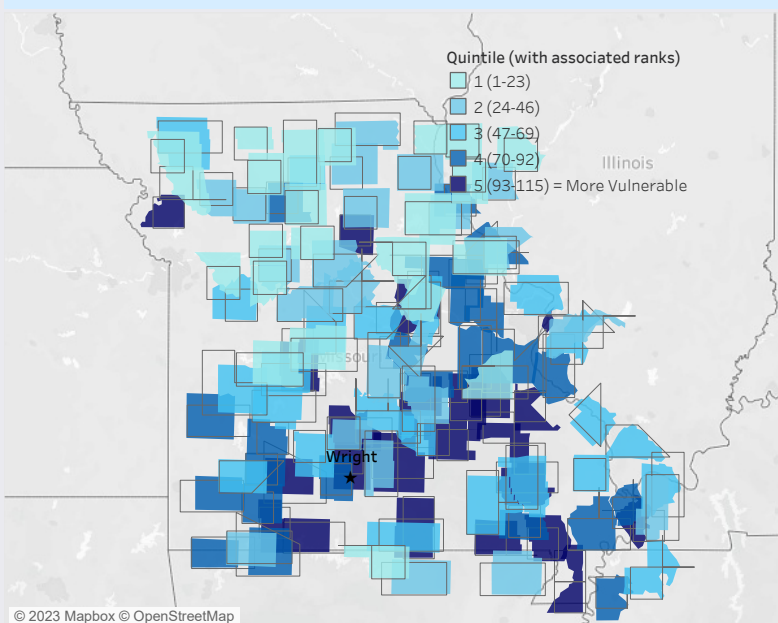 Quintile (with associated ranks)
1 (1-23)
2 (24-46)
3 (47-69)
4 (70-92)
5 (93-115) = More Vulnerable
Illinois
Missouri
Wright
© 2023 Mapbox © OpenStreetMap